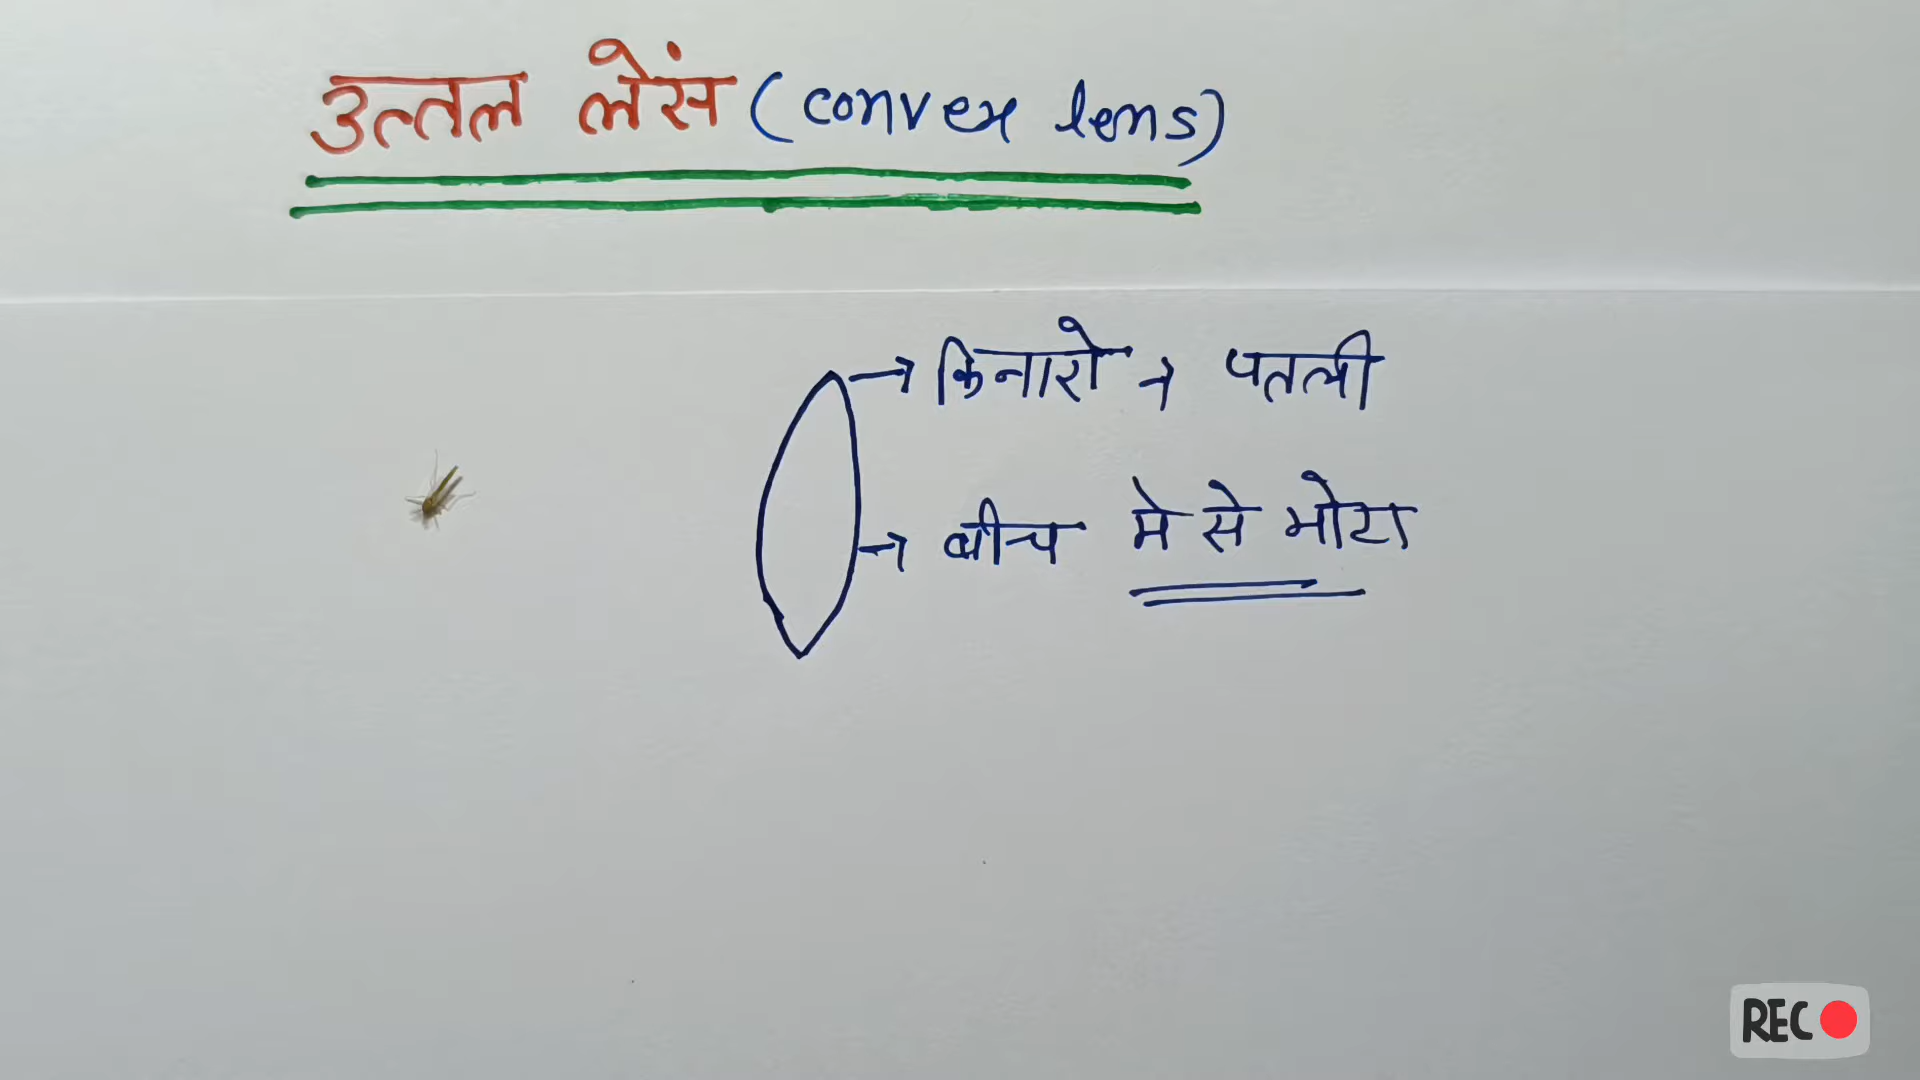 उत्तल लेंस (convex lens)
→ किनारो → पतली
→ बीच मे से मोटा
REC